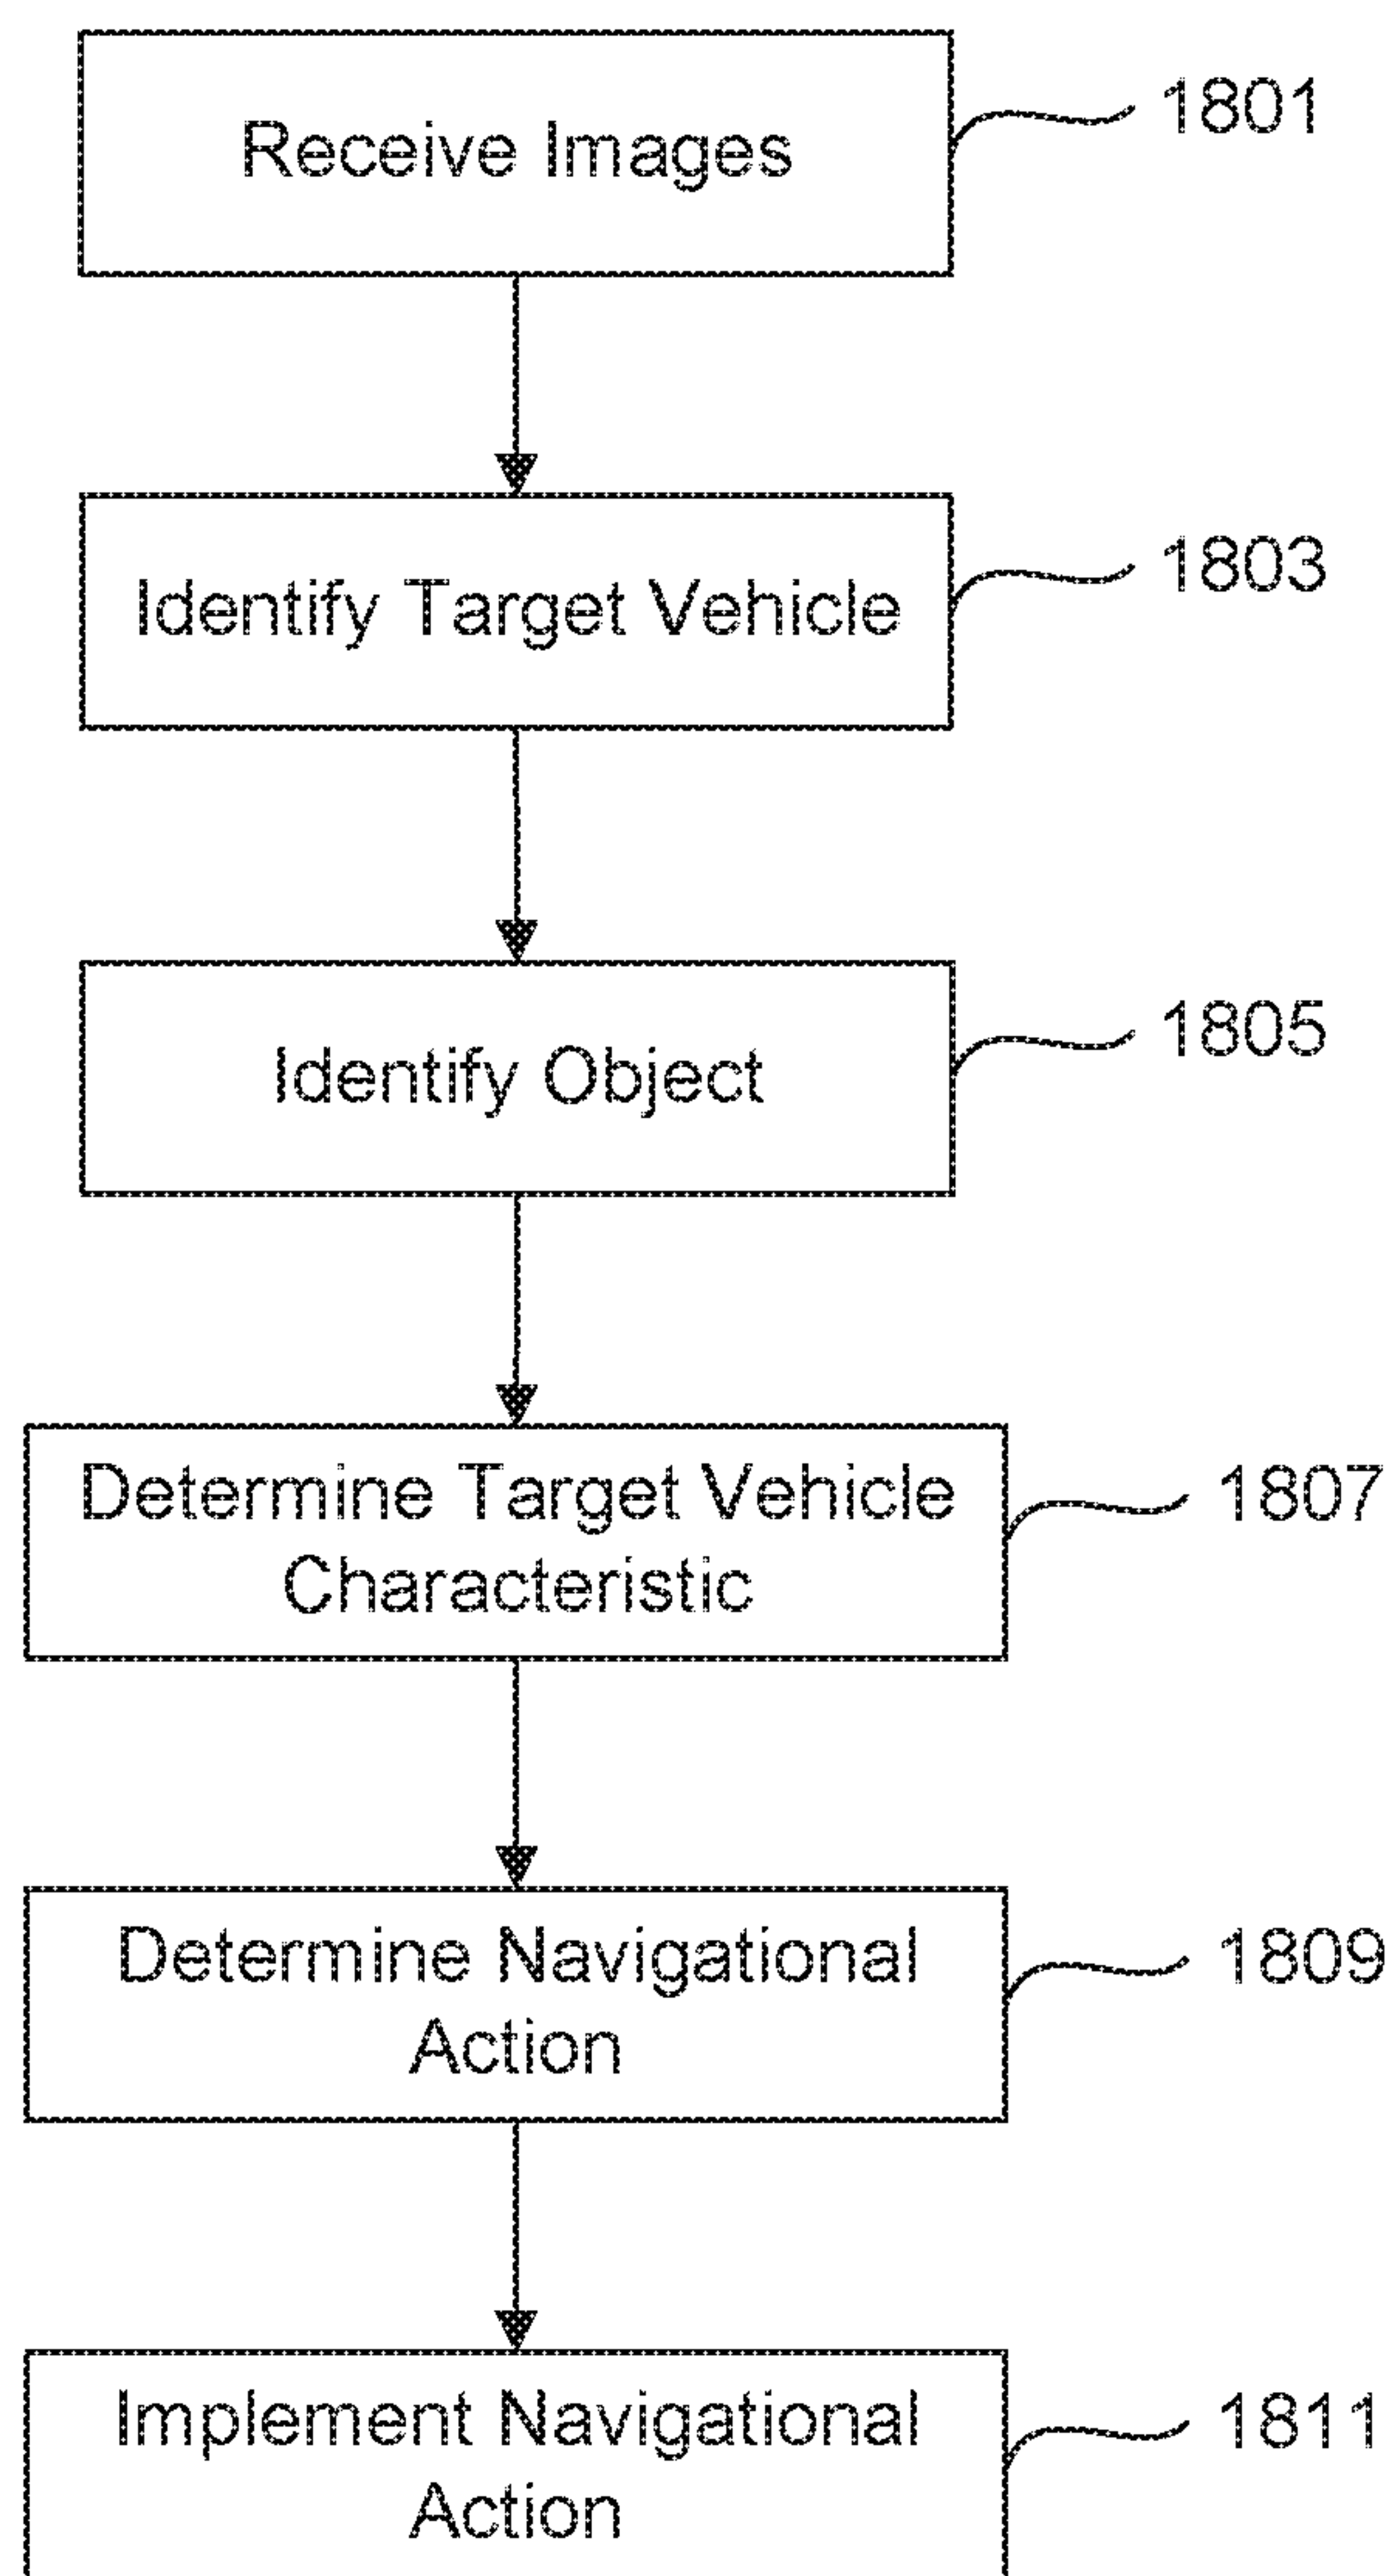 Receive Images
1801
Identify Target Vehicle
1803
Identify Object
1805
Determine Target Vehicle
Characteristic
1807
Determine Navigational
Action
1809
Implement Navigational
Action
1811